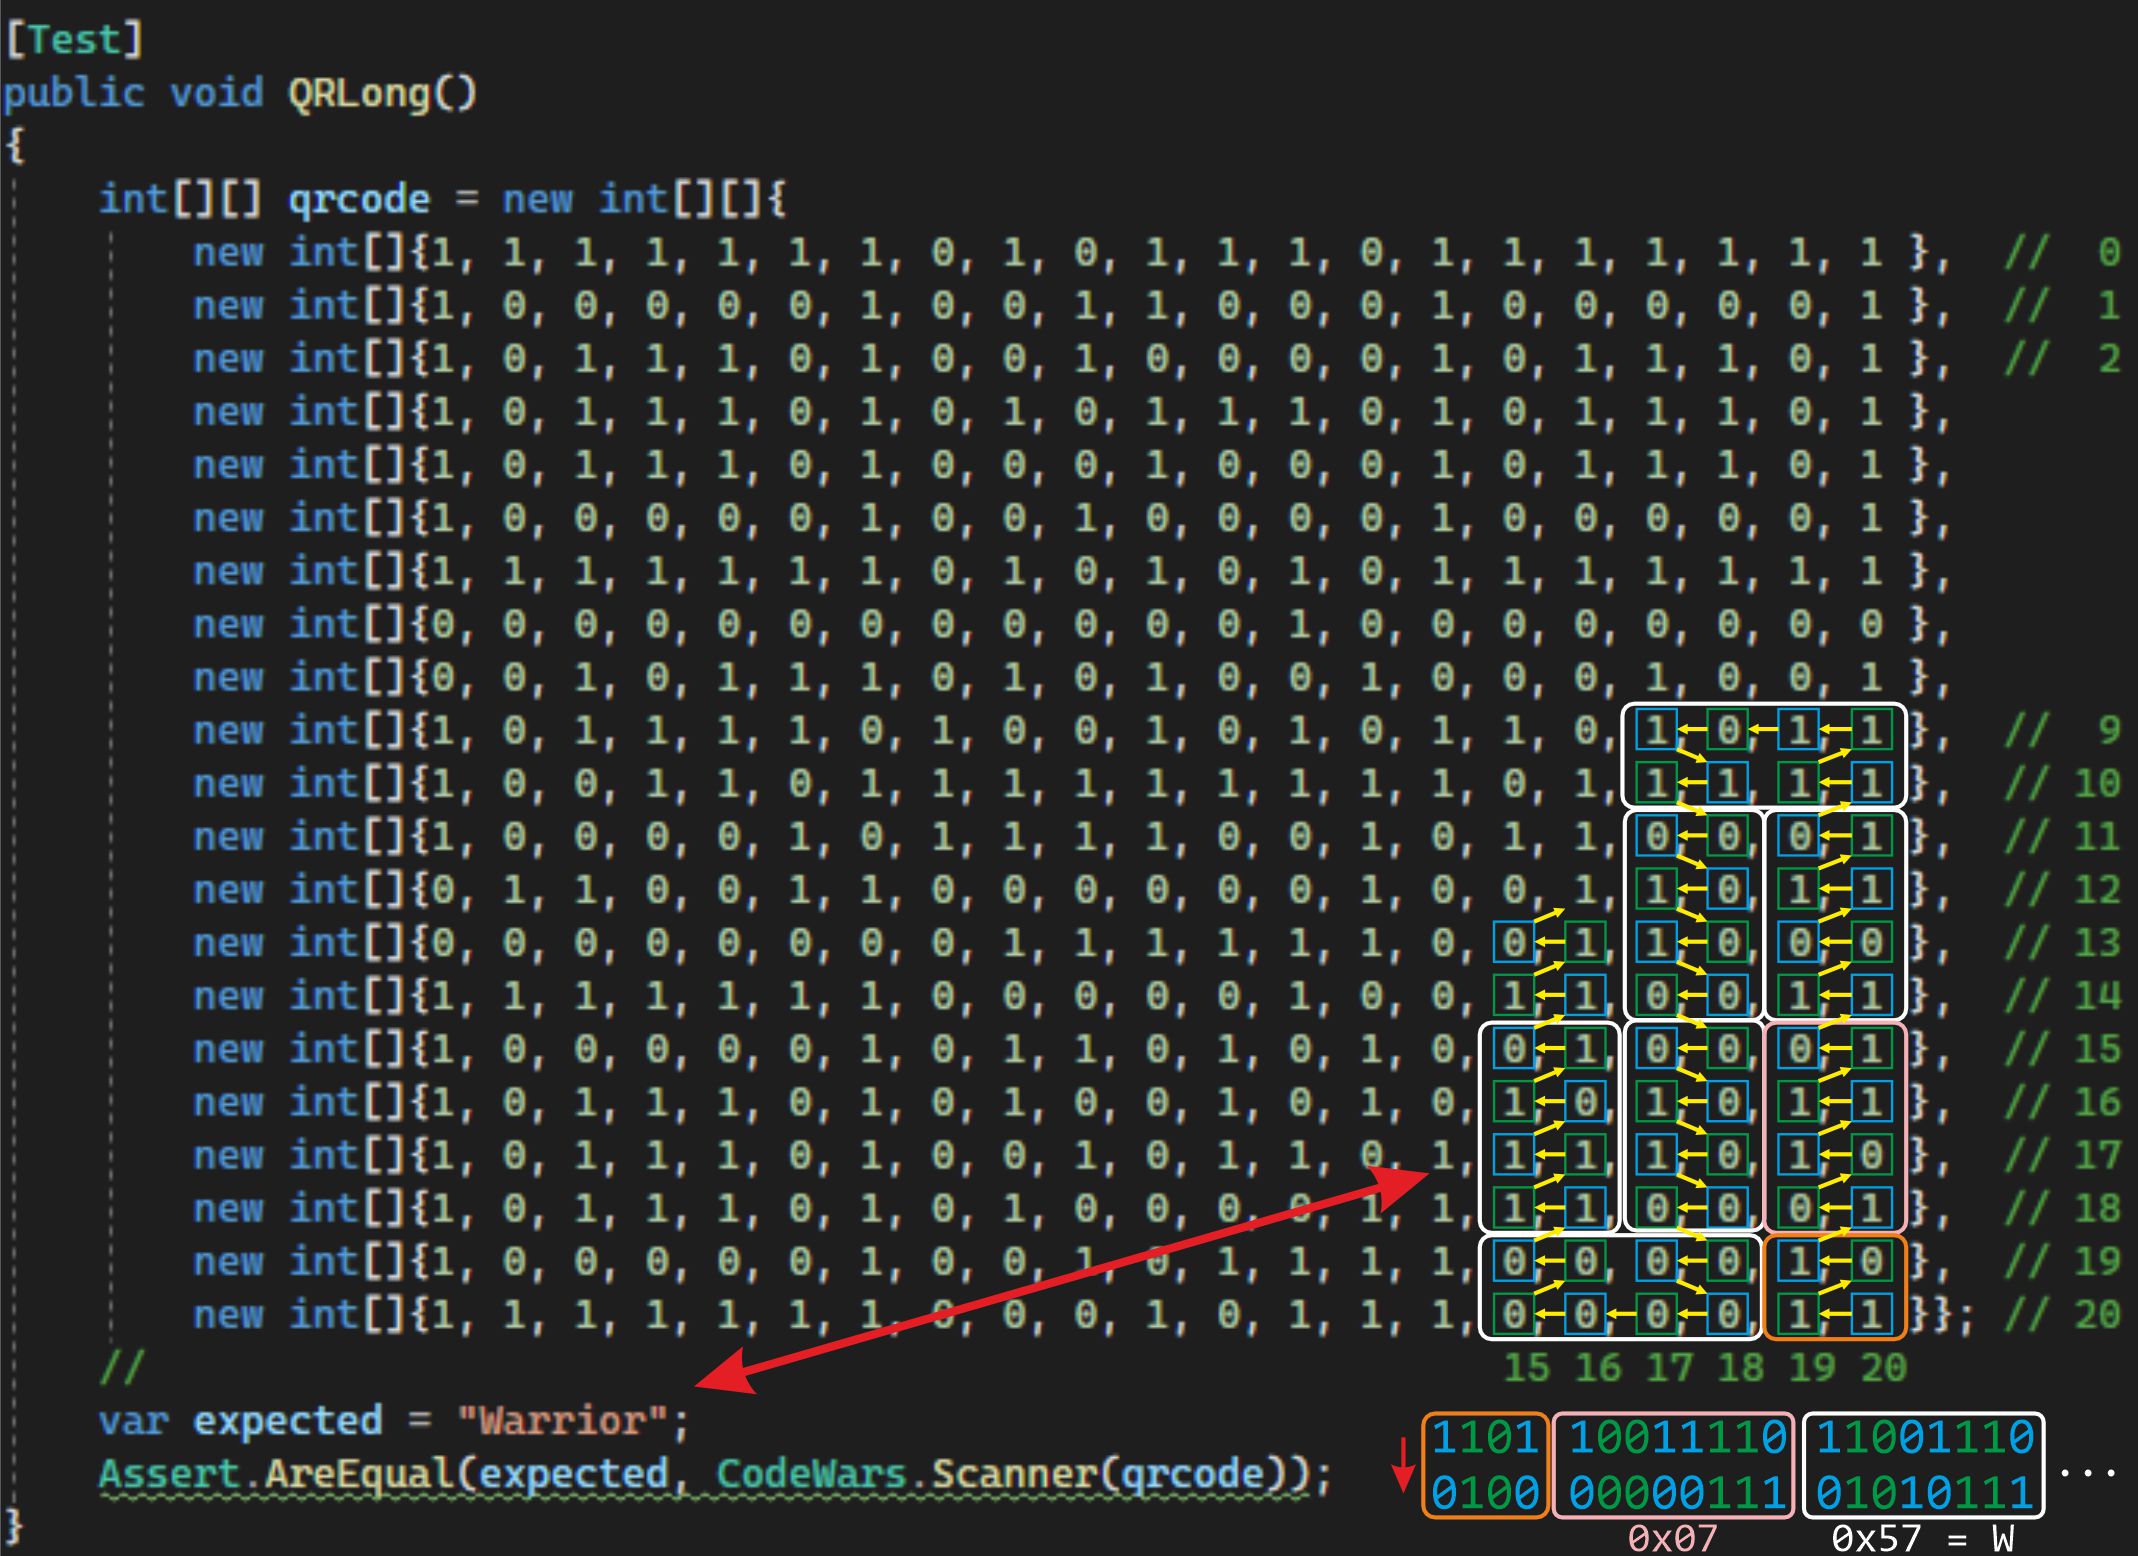 [Test]
public void QRLong()
{
int[][] qrcode = new int[][]{
new int[]{1, 1, 1, 1, 1, 1, 1, 0, 1, 0, 1, 1, 1, 0, 1, 1, 1, 1, 1, 1, 1 }, // 0
new int[]{1, 0, 0, 0, 0, 0, 1, 0, 0, 1, 1, 0, 0, 0, 1, 0, 0, 0, 0, 0, 1 }, // 1
new int[]{1, 0, 1, 1, 1, 0, 1, 0, 0, 1, 0, 0, 0, 0, 1, 0, 1, 1, 1, 0, 1 }, // 2
new int[]{1, 0, 1, 1, 1, 0, 1, 0, 1, 0, 1, 1, 1, 0, 1, 0, 1, 1, 1, 0, 1 },
new int[]{1, 0, 1, 1, 1, 0, 1, 0, 0, 0, 1, 0, 0, 0, 1, 0, 1, 1, 1, 0, 1 },
new int[]{1, 0, 0, 0, 0, 0, 1, 0, 0, 1, 0, 0, 0, 0, 1, 0, 0, 0, 0, 0, 1 },
new int[]{1, 1, 1, 1, 1, 1, 1, 0, 1, 0, 1, 0, 1, 0, 1, 1, 1, 1, 1, 1, 1 },
new int[]{0, 0, 0, 0, 0, 0, 0, 0, 0, 0, 0, 0, 1, 0, 0, 0, 0, 0, 0, 0, 0 },
new int[]{0, 0, 1, 0, 1, 1, 1, 0, 1, 0, 1, 0, 0, 1, 0, 0, 0, 1, 0, 0, 1 },
new int[]{1, 0, 1, 1, 1, 1, 0, 1, 0, 0, 1, 0, 1, 0, 1, 1, 0, 1, 0, 1, 1 }, // 9
new int[]{1, 0, 0, 1, 1, 0, 1, 1, 1, 1, 1, 1, 1, 1, 1, 0, 1, 1, 1, 1, 1 }, // 10
new int[]{1, 0, 0, 0, 0, 1, 0, 1, 1, 1, 1, 0, 0, 1, 0, 1, 1, 0, 0, 0, 1 }, // 11
new int[]{0, 1, 1, 0, 0, 1, 1, 0, 0, 0, 0, 0, 0, 1, 0, 0, 1, 1, 0, 1, 1 }, // 12
new int[]{0, 0, 0, 0, 0, 0, 0, 0, 1, 1, 1, 1, 1, 1, 0, 0, 1, 1, 0, 0, 0 }, // 13
new int[]{1, 1, 1, 1, 1, 1, 1, 0, 0, 0, 0, 0, 1, 0, 0, 1, 1, 0, 0, 1, 1 }, // 14
new int[]{1, 0, 0, 0, 0, 0, 1, 0, 1, 1, 0, 1, 0, 1, 0, 0, 1, 0, 0, 0, 1 }, // 15
new int[]{1, 0, 1, 1, 1, 0, 1, 0, 1, 0, 0, 1, 0, 1, 0, 1, 0, 1, 0, 1, 1 }, // 16
new int[]{1, 0, 1, 1, 1, 0, 1, 0, 0, 1, 0, 1, 1, 0, 1, 1, 1, 1, 0, 1, 0 }, // 17
new int[]{1, 0, 1, 1, 1, 0, 1, 0, 1, 0, 0, 0, 0, 1, 1, 1, 1, 0, 0, 0, 1 }, // 18
new int[]{1, 0, 0, 0, 0, 0, 1, 0, 0, 1, 0, 1, 1, 1, 1, 0, 0, 0, 0, 1, 0 }, // 19
new int[]{1, 1, 1, 1, 1, 1, 1, 0, 0, 0, 1, 0, 1, 1, 1, 0, 0, 0, 0, 1, 1 }}; // 20
// 15 16 17 18 19 20
var expected = "Warrior";
Assert.AreEqual(expected, CodeWars.Scanner(qrcode));
}
1101 10011110 11001110
0100 00000111 01010111 ...
0x07 0x57 = W